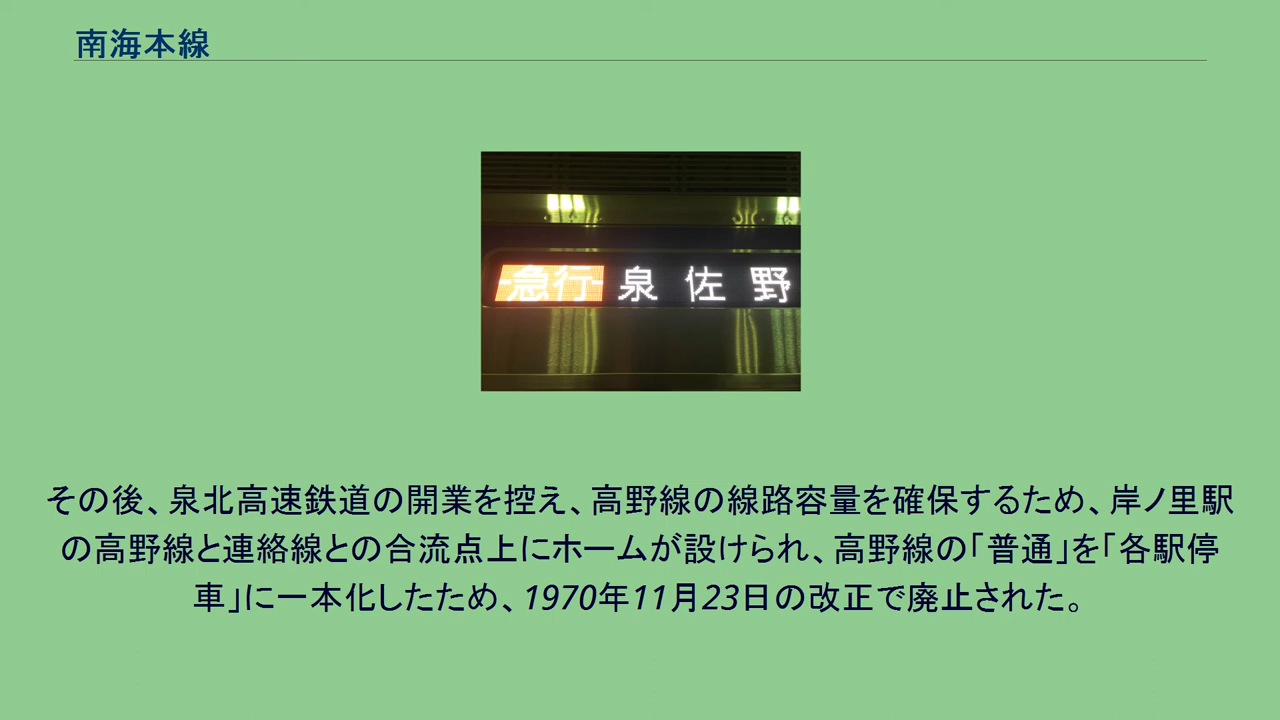 南海本線
急行 泉佐野
その後、泉北高速鉄道の開業を控え、高野線の線路容量を確保するため、岸ノ里駅
の高野線と連絡線との合流点上にホームが設けられ、高野線の「普通」を「各駅停
車」に一本化したため、1970年11月23日の改正で廃止された。